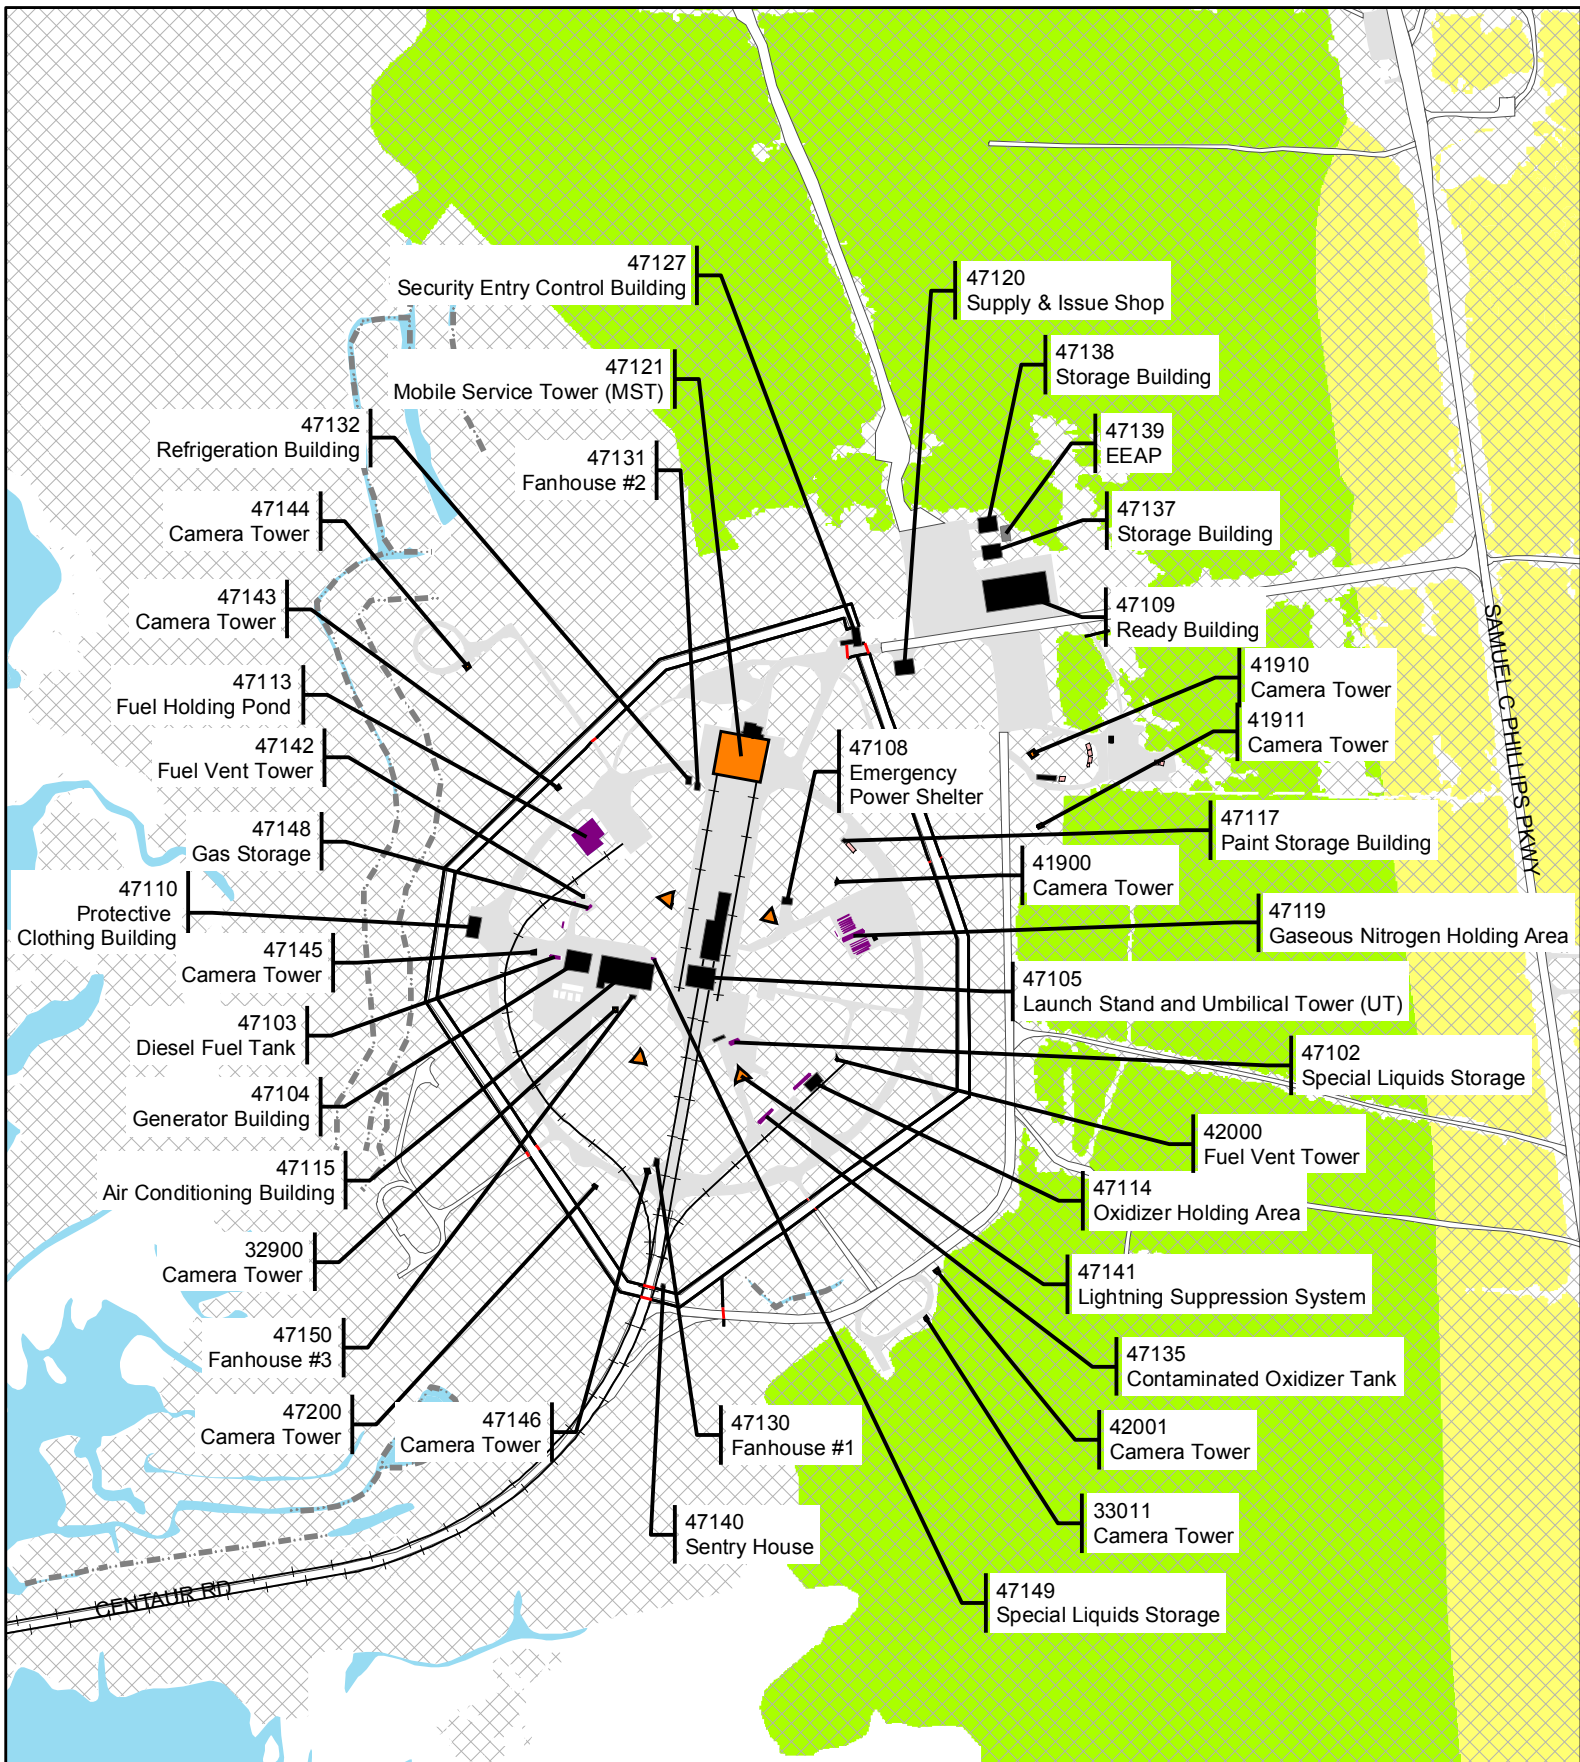 47127
Security Entry Control Building
47120
Supply & Issue Shop
47138
Storage Building
47121
Mobile Service Tower (MST)
47132
Refrigeration Building
47131
Fanhouse #2
47139
EEAP
47144
Camera Tower
47137
Storage Building
47143
Camera Tower
47109
Ready Building
SAMUEL C PHILLIPS PKWY
47113
Fuel Holding Pond
41910
Camera Tower
41911
Camera Tower
47142
Fuel Vent Tower
47108
Emergency
Power Shelter
47148
Gas Storage
47117
Paint Storage Building
47110
Protective
Clothing Building
41900
Camera Tower
47119
Gaseous Nitrogen Holding Area
47145
Camera Tower
47105
Launch Stand and Umbilical Tower (UT)
47103
Diesel Fuel Tank
47102
Special Liquids Storage
47104
Generator Building
42000
Fuel Vent Tower
47115
Air Conditioning Building
47114
Oxidizer Holding Area
32900
Camera Tower
47141
Lightning Suppression System
47150
Fanhouse #3
47135
Contaminated Oxidizer Tank
47200
Camera Tower
47146
Camera Tower
47130
Fanhouse #1
42001
Camera Tower
33011
Camera Tower
47140
Sentry House
47149
Special Liquids Storage
CENTAUR RD